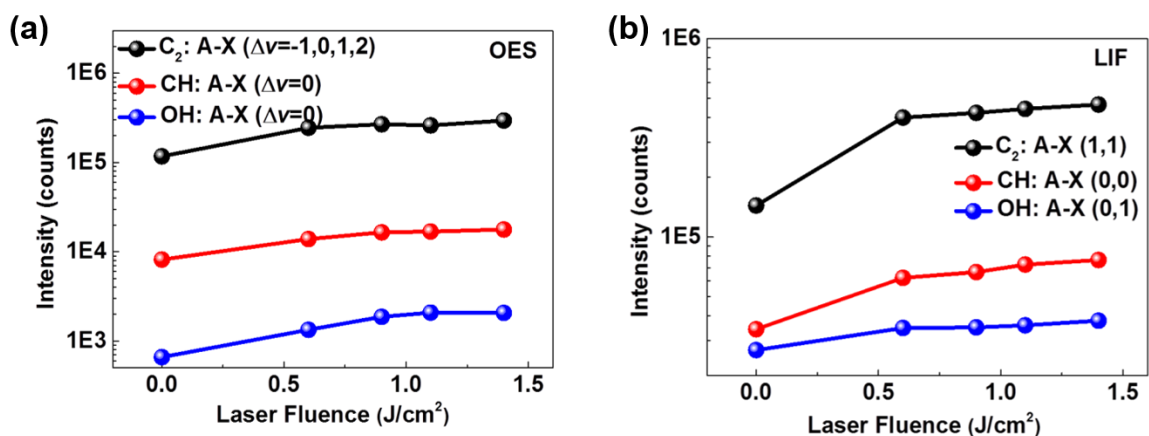 (a)
C₂: A-X (Δv=-1,0,1,2)
CH: A-X (Δv=0)
OH: A-X (Δv=0)
OES
1E6
1E5
1E4
1E3
Intensity (counts)
0.0 0.5 1.0 1.5
Laser Fluence (J/cm²)
(b)
LIF
C₂: A-X (1,1)
CH: A-X (0,0)
OH: A-X (0,1)
1E6
1E5
Intensity (counts)
0.0 0.5 1.0 1.5
Laser Fluence (J/cm²)